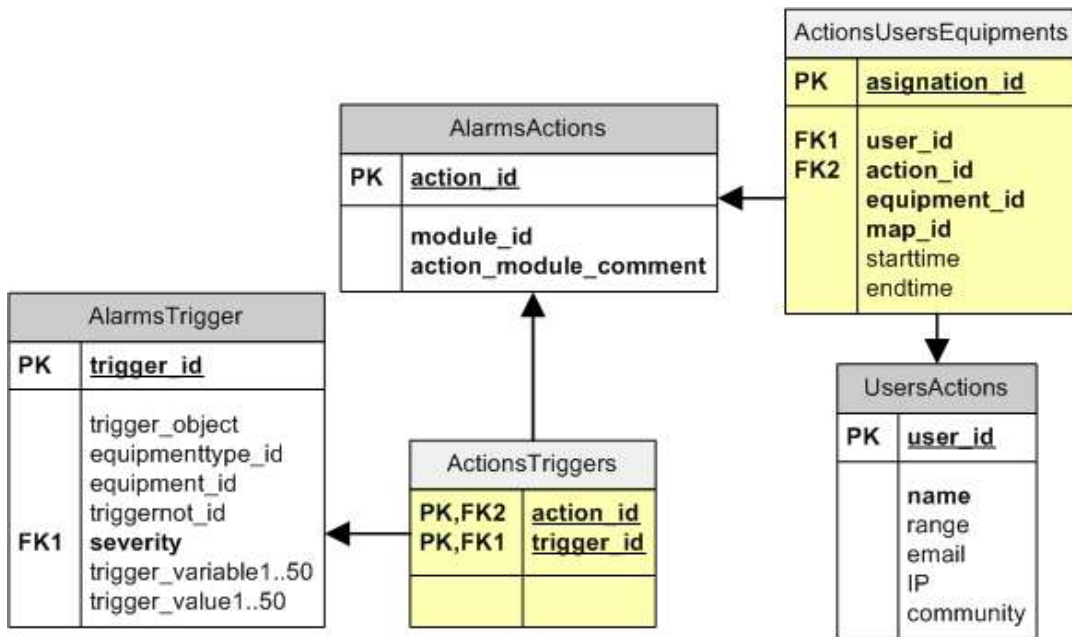 ActionsUsersEquipments
PK asignation_id
FK1 user_id
FK2 action_id
equipment_id
map_id
starttime
endtime
AlarmsActions
PK action_id
module_id
action_module_comment
AlarmsTrigger
PK trigger_id
trigger_object
equipmenttype_id
equipment_id
triggernot_id
FK1 severity
trigger_variable1..50
trigger_value1..50
ActionsTriggers
PK,FK2 action_id
PK,FK1 trigger_id
UsersActions
PK user_id
name
range
email
IP
community